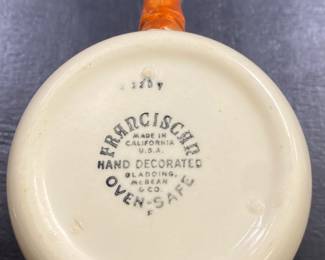 FRANCISCAN
MADE IN
CALIFORNIA
U.S.A.
HAND DECORATED
GLADDING,
McBEAN
& CO.
OVEN-SAFE
F